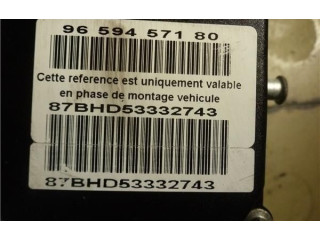 96 594 571 80
Cette reference est uniquement valable
en phase de montage vehicule
87BHD53332743
87BHD53332743